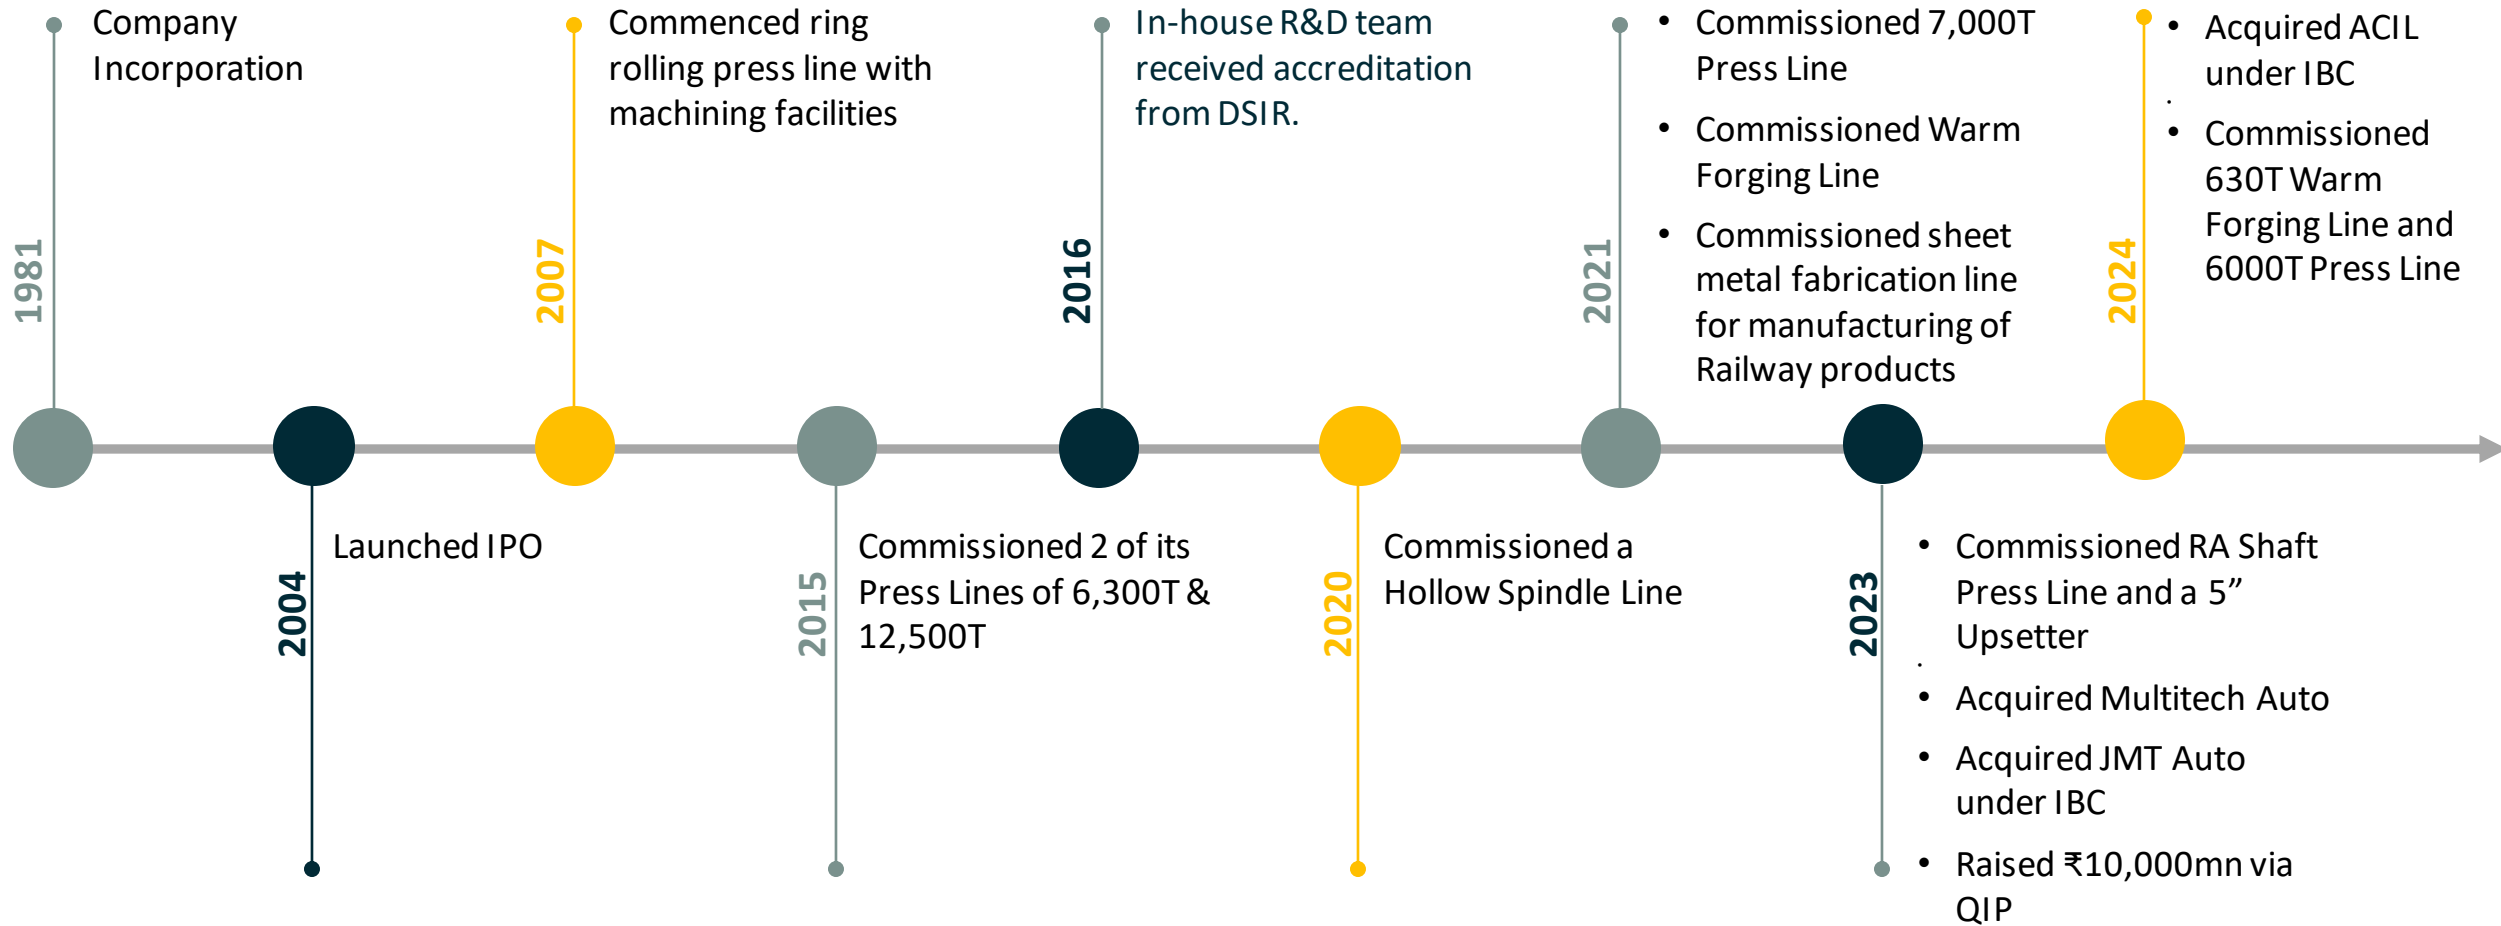 1981
Company
Incorporation
2004
Launched IPO
2007
Commenced ring
rolling press line with
machining facilities
2015
Commissioned 2 of its
Press Lines of 6,300T &
12,500T
2016
In-house R&D team
received accreditation
from DSIR.
2020
Commissioned a
Hollow Spindle Line
2021
• Commissioned 7,000T
Press Line
• Commissioned Warm
Forging Line
• Commissioned sheet
metal fabrication line
for manufacturing of
Railway products
2023
• Commissioned RA Shaft
Press Line and a 5”
Upsetter
•
• Acquired Multitech Auto
• Acquired JMT Auto
under IBC
• Raised ₹10,000mn via
QIP
2024
• Acquired ACIL
under IBC
•
• Commissioned
630T Warm
Forging Line and
6000T Press Line